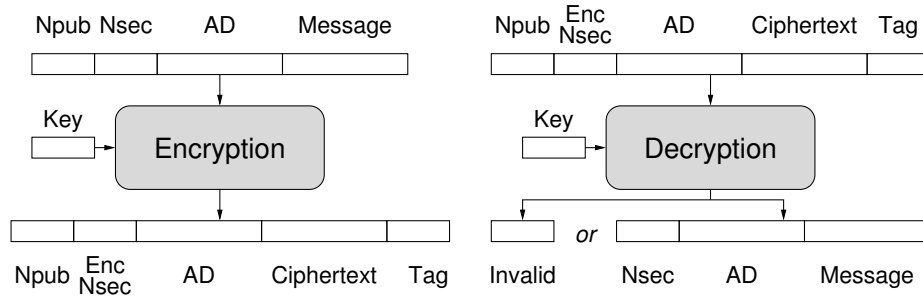 Npub Nsec AD Message
Key
Encryption
Npub Enc Nsec AD Ciphertext Tag
Npub Enc Nsec AD Ciphertext Tag
Key
Decryption
or
Invalid Nsec AD Message